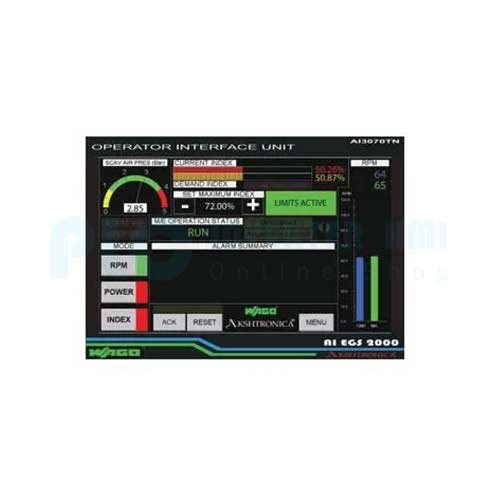 OPERATOR INTERFACE UNIT
AI3070TN
SCAV AIR PRES (Bar)
2.85
CURRENT INDEX
50.26%
50.87%
DEMAND INDEX
SET MAXIMUM INDEX
- 72.00% +
LIMITS ACTIVE
RPM
64
65
M/E OPERATION STATUS
RUN
MODE
ALARM SUMMARY
RPM
POWER
INDEX
ACK
RESET
WAGO
AKSHTRONICA
MENU
WAGO
AI EGS 2000
AKSHTRONICA
Online Shop